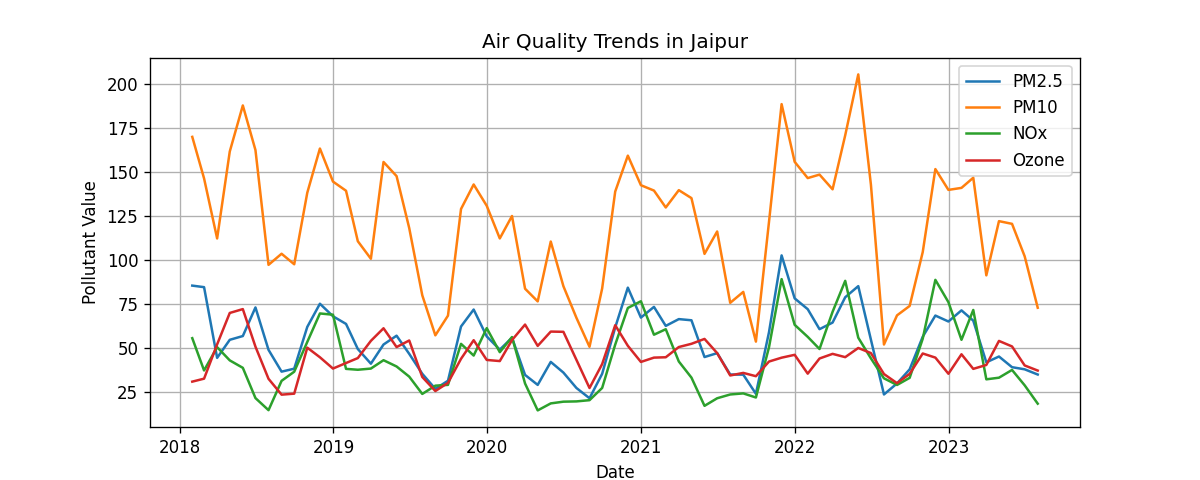 Air Quality Trends in Jaipur
PM2.5
PM10
NOx
Ozone
Pollutant Value
200
175
150
125
100
75
50
25
2018 2019 2020 2021 2022 2023
Date